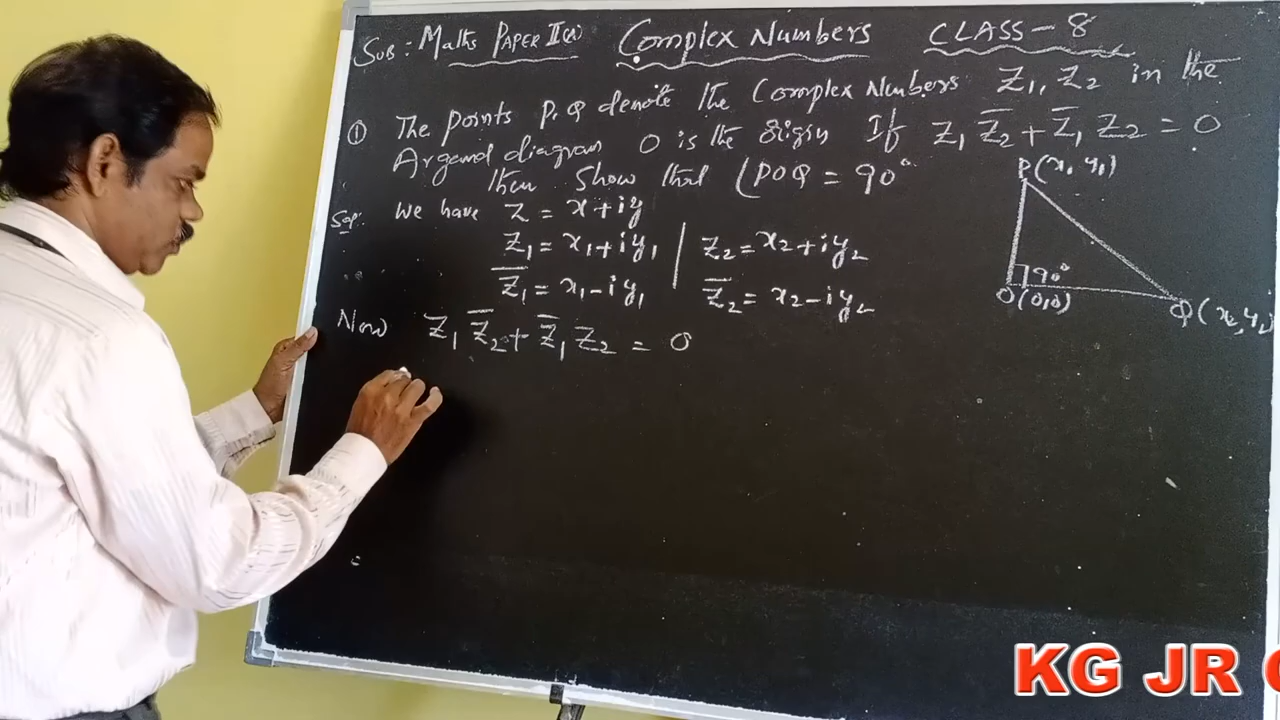 Sub: Maths Paper II(A) Complex Numbers CLASS-8
① The points P, Q denote the Complex Numbers Z₁, Z₂ in the
Argand diagram O is the origin If Z₁ Z̅₂ + Z̅₁ Z₂ = 0
then show that ∠POQ = 90°
Sol: We have Z = x+iy
Z₁ = x₁+iy₁ | Z₂ = x₂+iy₂
Z̅₁ = x₁-iy₁ | Z̅₂ = x₂-iy₂
Now Z₁ Z̅₂ + Z̅₁ Z₂ = 0
P(x₁, y₁)
90°
O(0,0)
Q(x₂, y₂)
KG JR